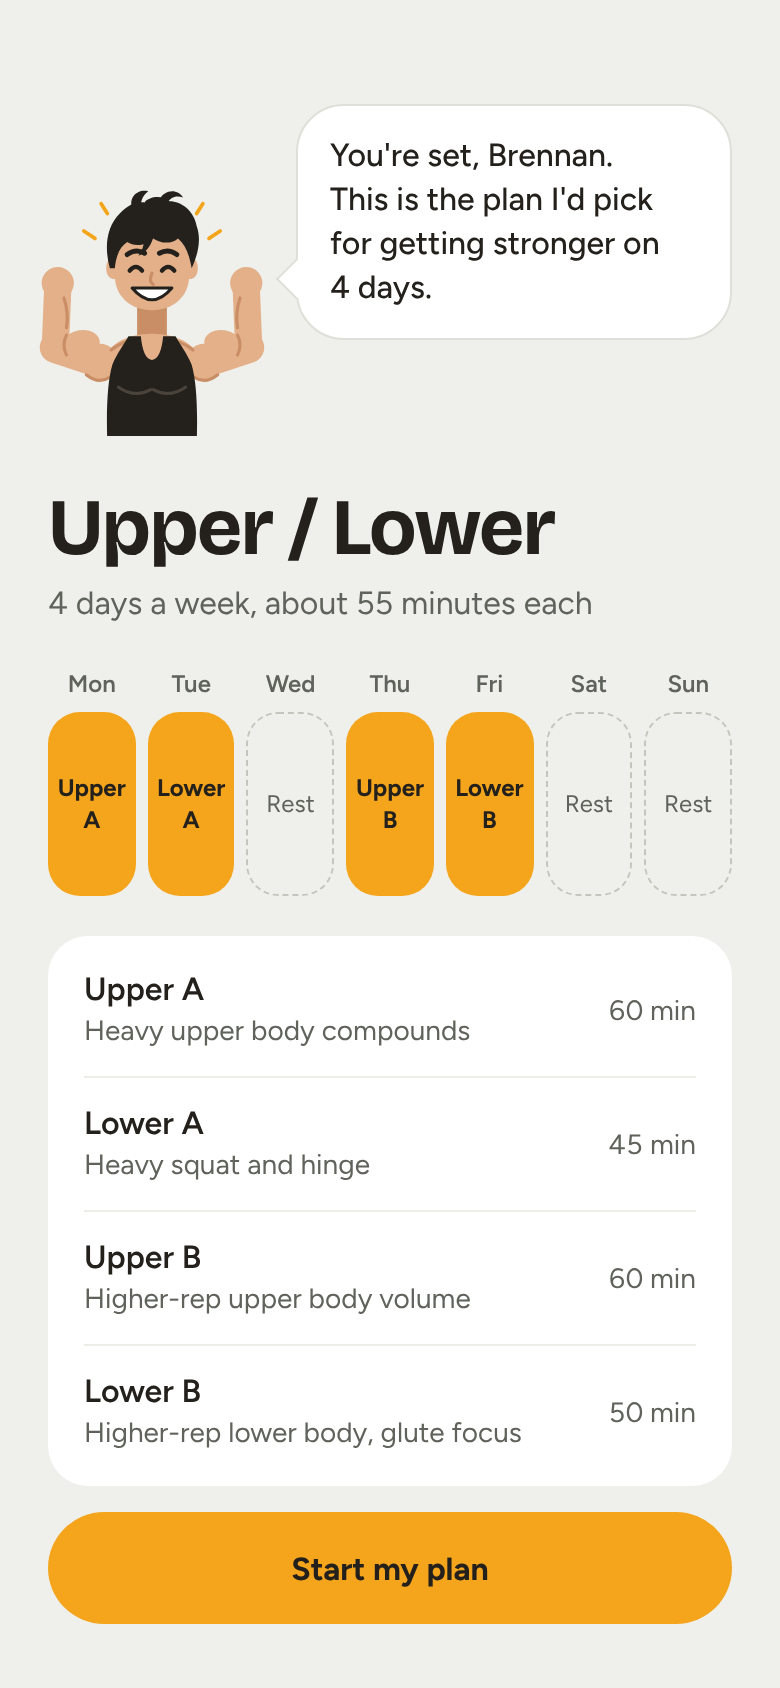 You're set, Brennan.
This is the plan I'd pick
for getting stronger on
4 days.
Upper / Lower
4 days a week, about 55 minutes each
Mon Tue Wed Thu Fri Sat Sun
Upper Lower Rest Upper Lower Rest Rest
A A B B
Upper A
Heavy upper body compounds
60 min
Lower A
Heavy squat and hinge
45 min
Upper B
Higher-rep upper body volume
60 min
Lower B
Higher-rep lower body, glute focus
50 min
Start my plan